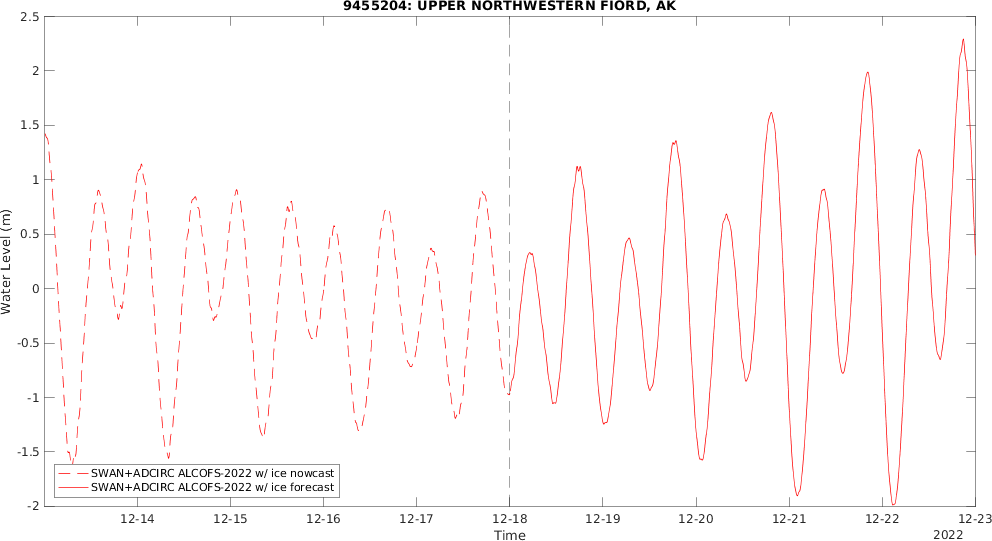 9455204: UPPER NORTHWESTERN FIORD, AK
2.5
2
1.5
1
0.5
0
-0.5
-1
-1.5
-2
Water Level (m)
SWAN+ADCIRC ALCOFS-2022 w/ ice nowcast
SWAN+ADCIRC ALCOFS-2022 w/ ice forecast
12-14 12-15 12-16 12-17 12-18 12-19 12-20 12-21 12-22 12-23
Time
2022